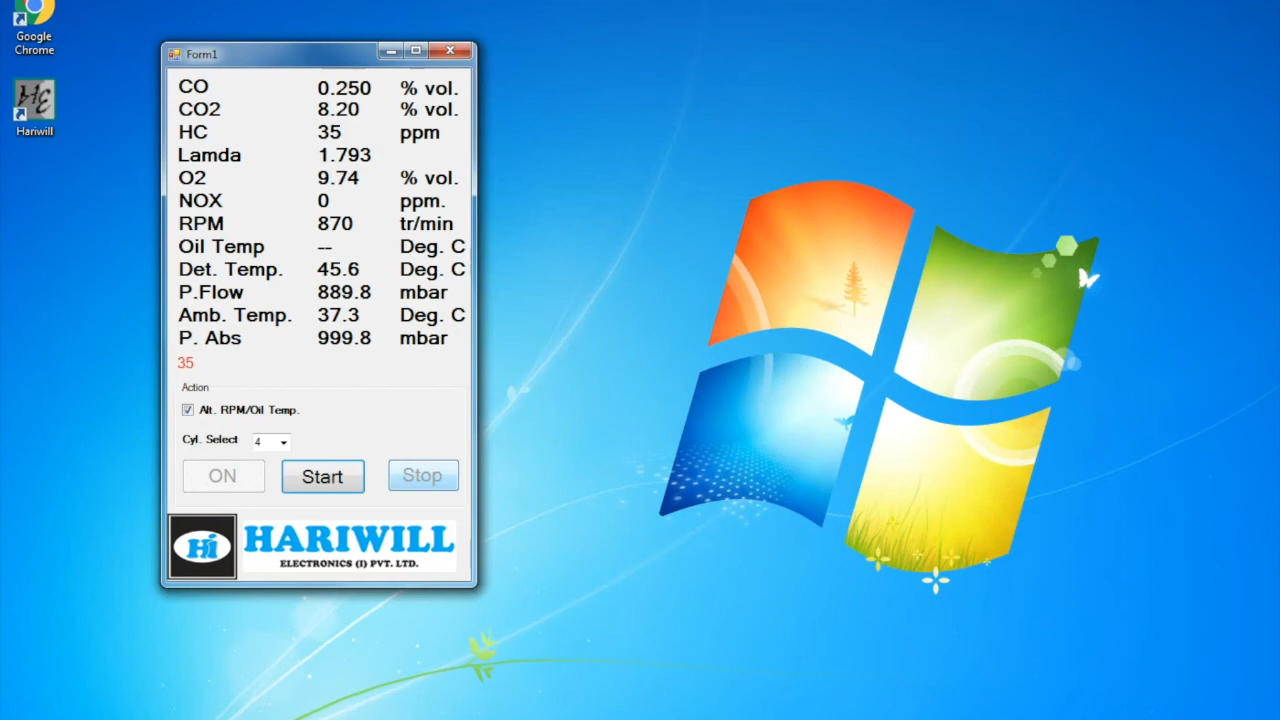 Google
Chrome
Hariwill
Form1
CO 0.250 % vol.
CO2 8.20 % vol.
HC 35 ppm
Lamda 1.793
O2 9.74 % vol.
NOX 0 ppm.
RPM 870 tr/min
Oil Temp -- Deg. C
Det. Temp. 45.6 Deg. C
P.Flow 889.8 mbar
Amb. Temp. 37.3 Deg. C
P. Abs 999.8 mbar
35
Action
Alt. RPM/Oil Temp.
Cyl. Select 4
ON Start Stop
Hi HARIWILL
ELECTRONICS (I) PVT. LTD.